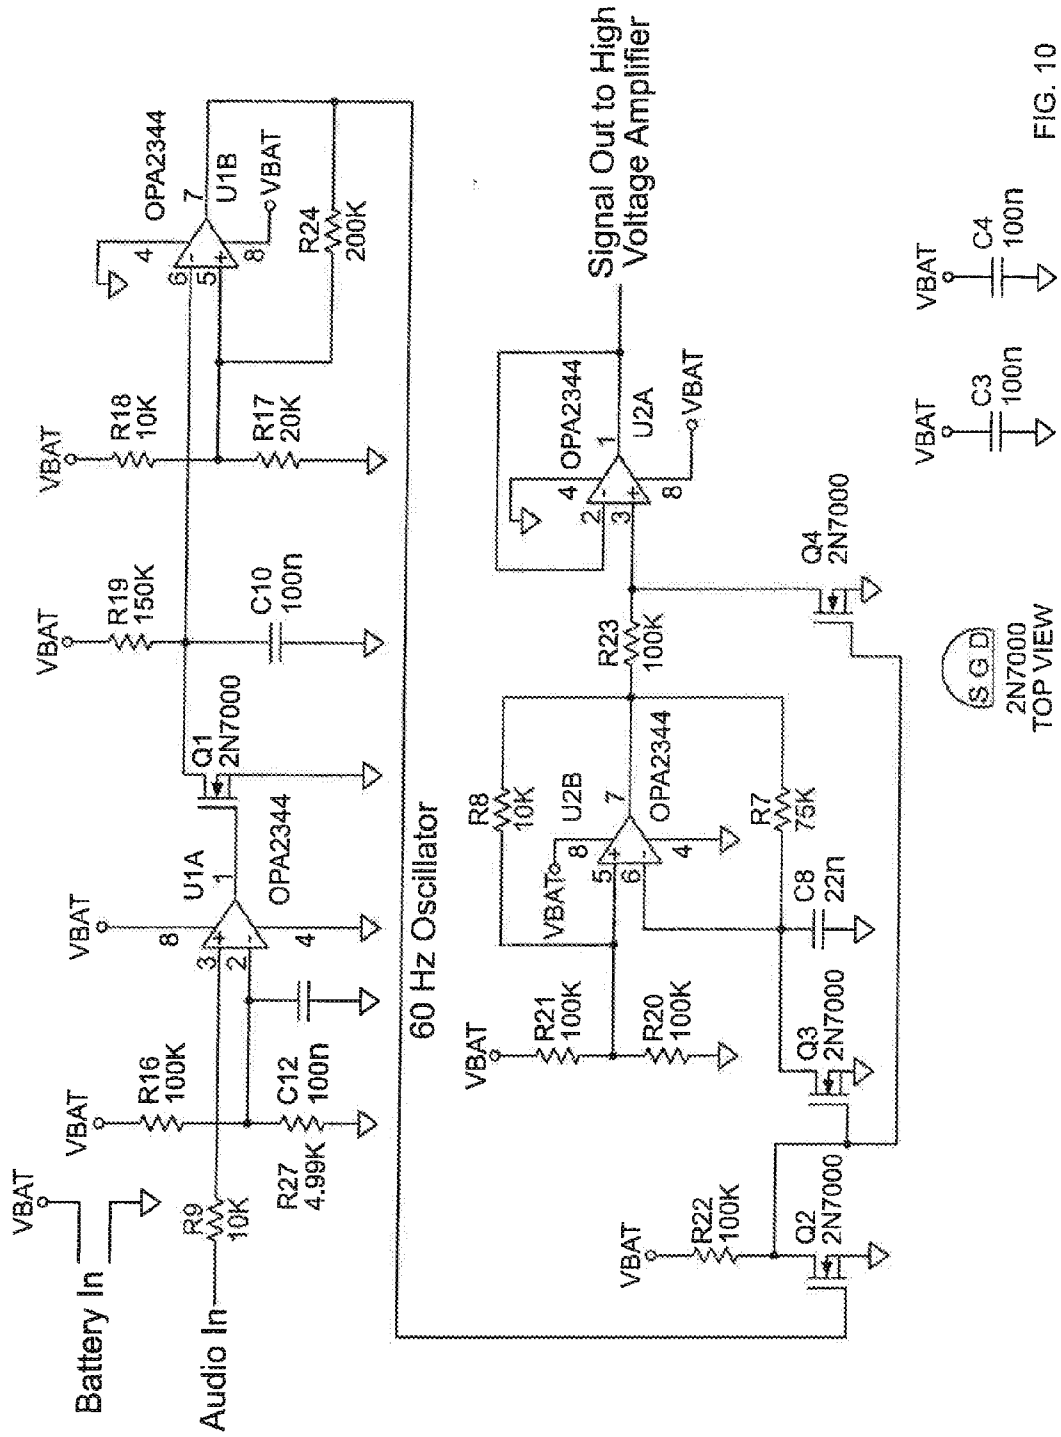 Battery In
VBAT
Audio In
R9
10K
VBAT
R16
100K
R27
4.99K
C12
100n
VBAT
8
3
+
2
-
4
1
U1A
OPA2344
Q1
2N7000
VBAT
R19
150K
C10
100n
VBAT
R18
10K
R17
20K
OPA2344
4
6
-
5
+
8
7
U1B
VBAT
R24
200K
60 Hz Oscillator
VBAT
R22
100K
Q2
2N7000
Q3
2N7000
VBAT
R21
100K
R20
100K
R8
10K
VBAT
8
U2B
5
+
6
-
7
4
OPA2344
R7
75K
C8
22n
R23
100K
OPA2344
4
2
-
3
+
8
1
U2A
VBAT
Signal Out to High
Voltage Amplifier
Q4
2N7000
S G D
2N7000
TOP VIEW
VBAT
C3
100n
VBAT
C4
100n
FIG. 10